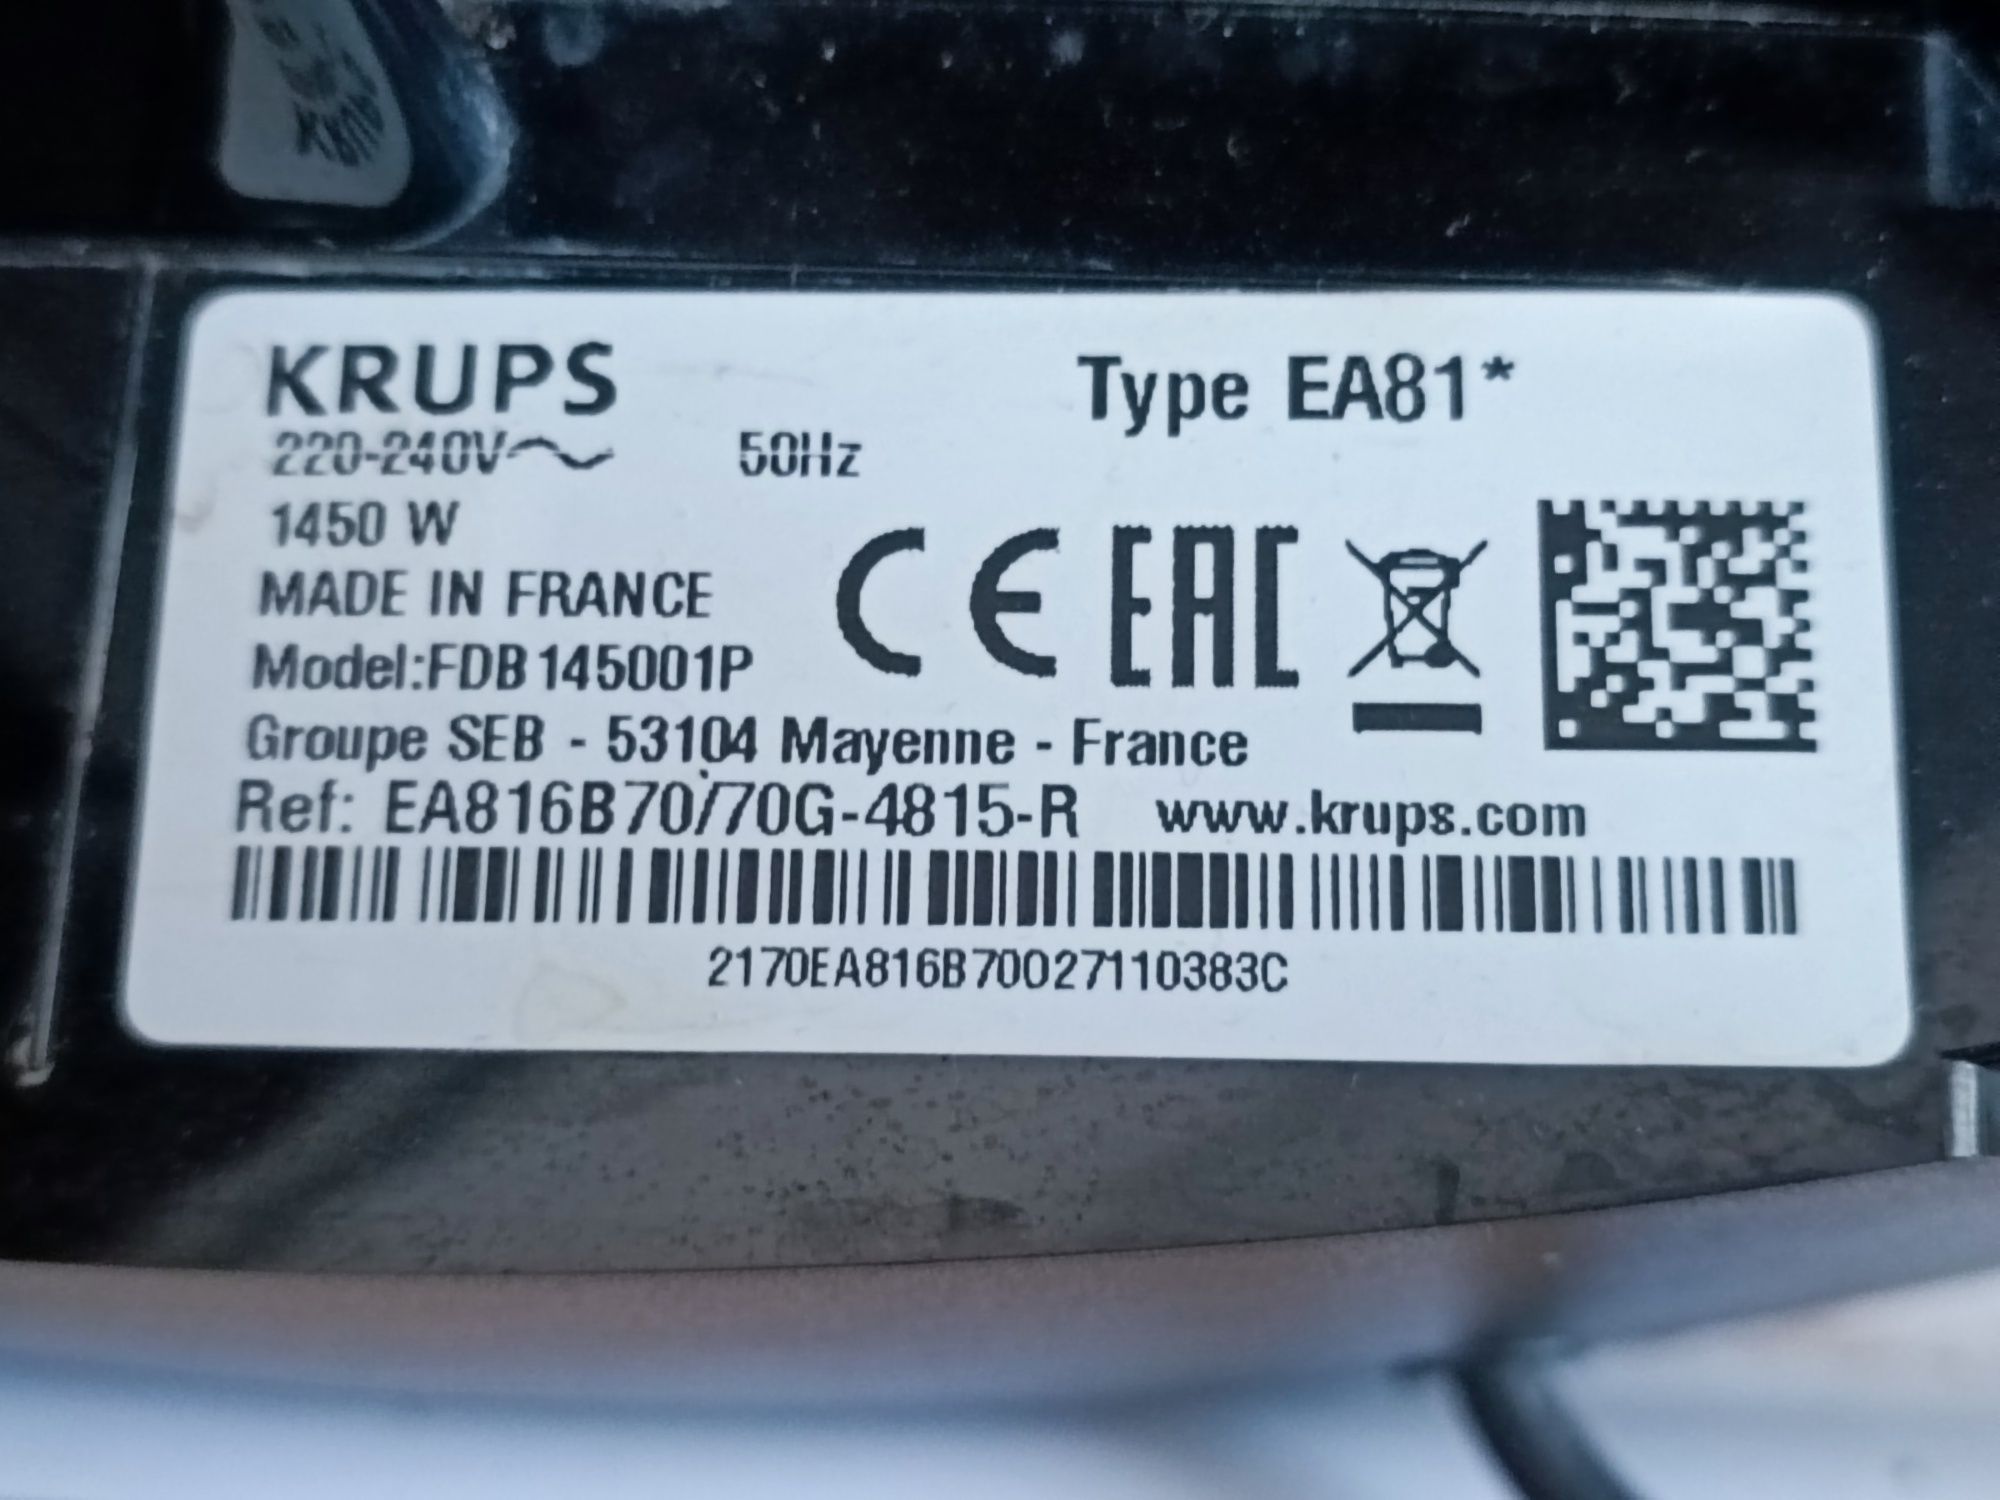 KRUPS
Type EA81*
220-240V~ 50Hz
1450 W
MADE IN FRANCE
CE EAC
Model:FDB145001P
Groupe SEB - 53104 Mayenne - France
Ref: EA816B70/70G-4815-R www.krups.com
2170EA816B70027110383C